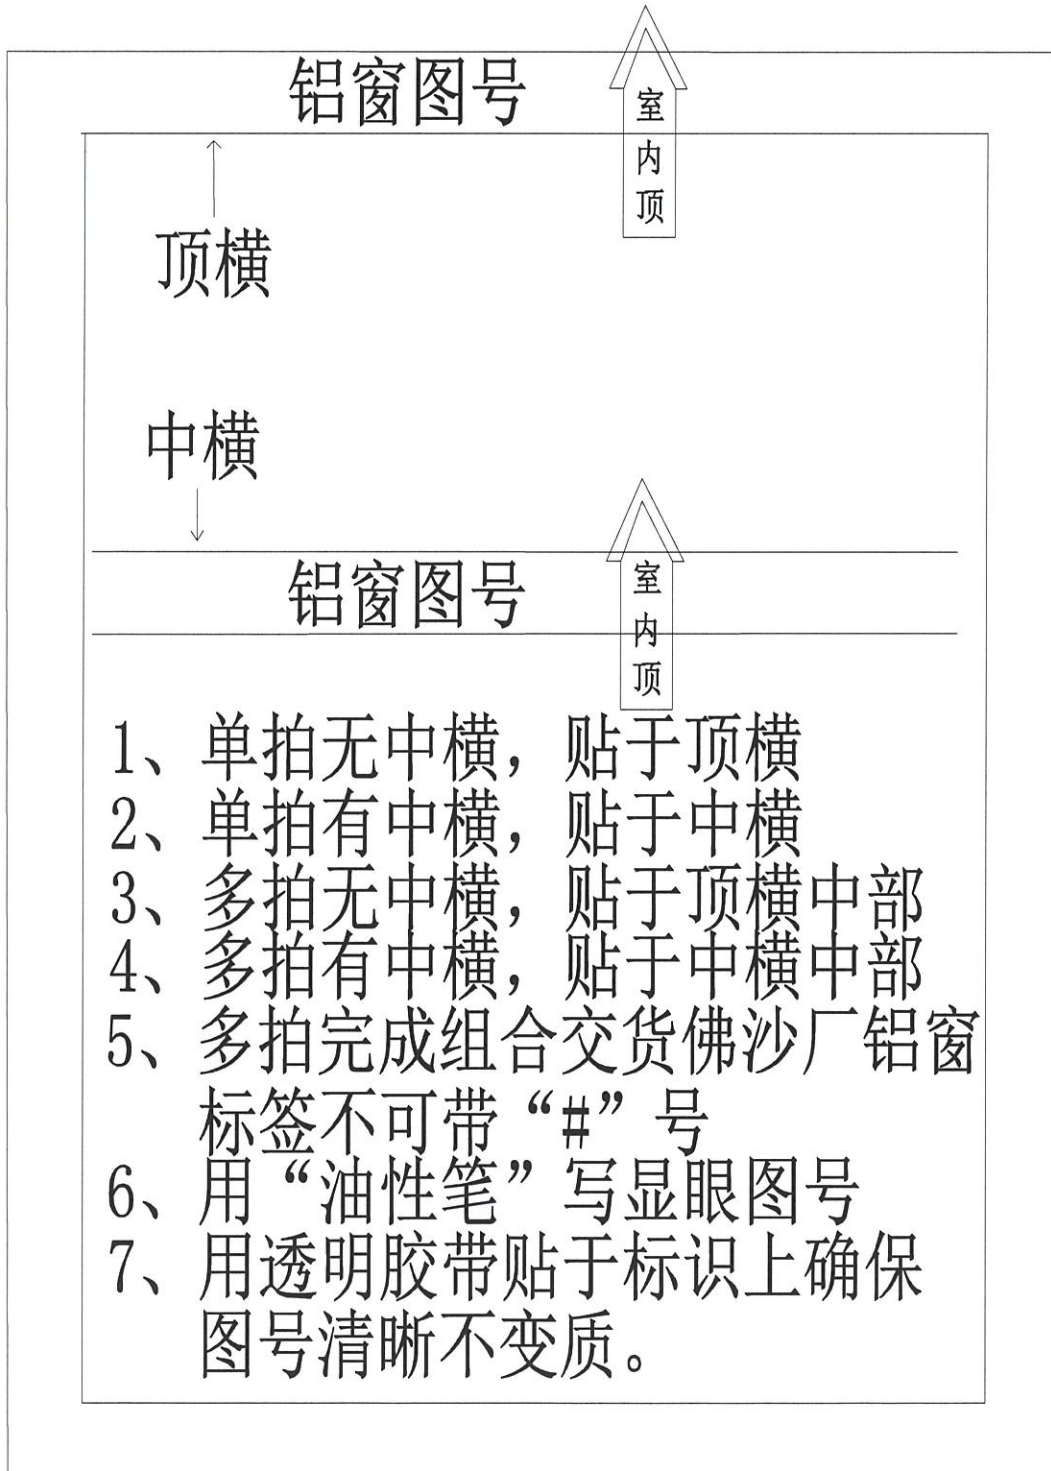 铝窗图号
室
内
顶
顶横
中横
铝窗图号
室
内
顶
1、单拍无中横，贴于顶横
2、单拍有中横，贴于中横
3、多拍无中横，贴于顶横中部
4、多拍有中横，贴于中横中部
5、多拍完成组合交货佛沙厂铝窗
标签不可带“#”号
6、用“油性笔”写显眼图号
7、用透明胶带贴于标识上确保
图号清晰不变质。